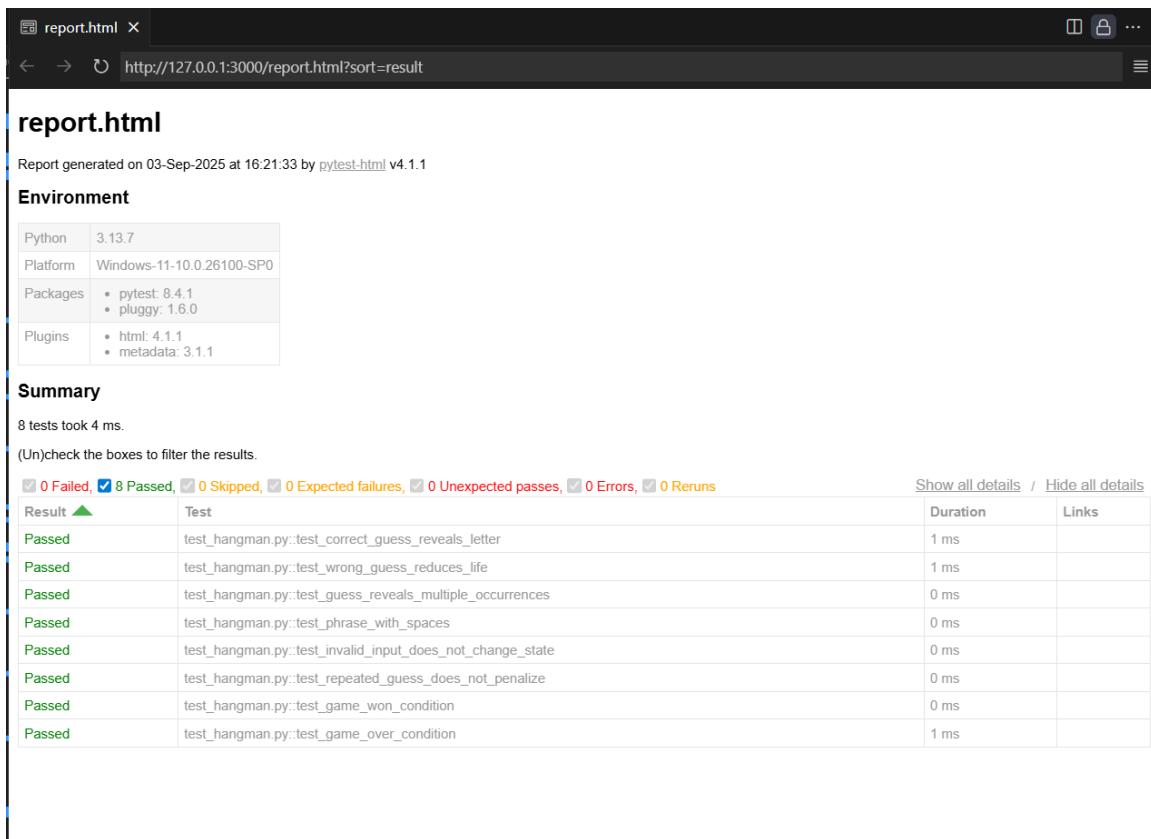 report.html
http://127.0.0.1:3000/report.html?sort=result
report.html
Report generated on 03-Sep-2025 at 16:21:33 by pytest-html v4.1.1
Environment
Python 3.13.7
Platform Windows-11-10.0.26100-SP0
Packages • pytest: 8.4.1
• pluggy: 1.6.0
Plugins • html: 4.1.1
• metadata: 3.1.1
Summary
8 tests took 4 ms.
(Un)check the boxes to filter the results.
0 Failed, 8 Passed, 0 Skipped, 0 Expected failures, 0 Unexpected passes, 0 Errors, 0 Reruns Show all details / Hide all details
Result Test Duration Links
Passed test_hangman.py::test_correct_guess_reveals_letter 1 ms
Passed test_hangman.py::test_wrong_guess_reduces_life 1 ms
Passed test_hangman.py::test_guess_reveals_multiple_occurrences 0 ms
Passed test_hangman.py::test_phrase_with_spaces 0 ms
Passed test_hangman.py::test_invalid_input_does_not_change_state 0 ms
Passed test_hangman.py::test_repeated_guess_does_not_penalize 0 ms
Passed test_hangman.py::test_game_won_condition 0 ms
Passed test_hangman.py::test_game_over_condition 1 ms